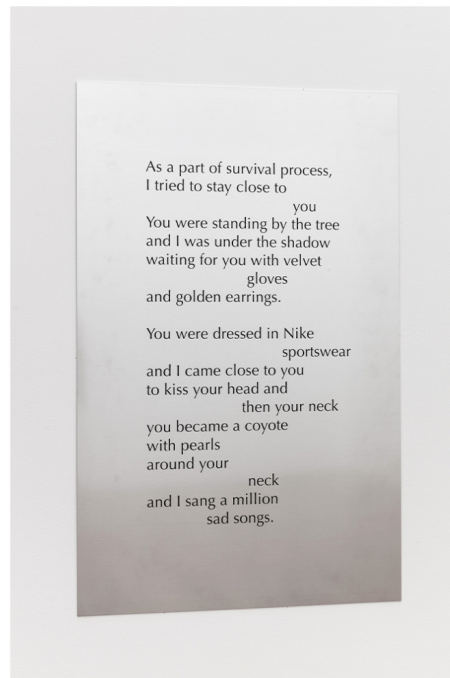 As a part of survival process,
I tried to stay close to
you
You were standing by the tree
and I was under the shadow
waiting for you with velvet
gloves
and golden earrings.

You were dressed in Nike
sportswear
and I came close to you
to kiss your head and
then your neck
you became a coyote
with pearls
around your
neck
and I sang a million
sad songs.